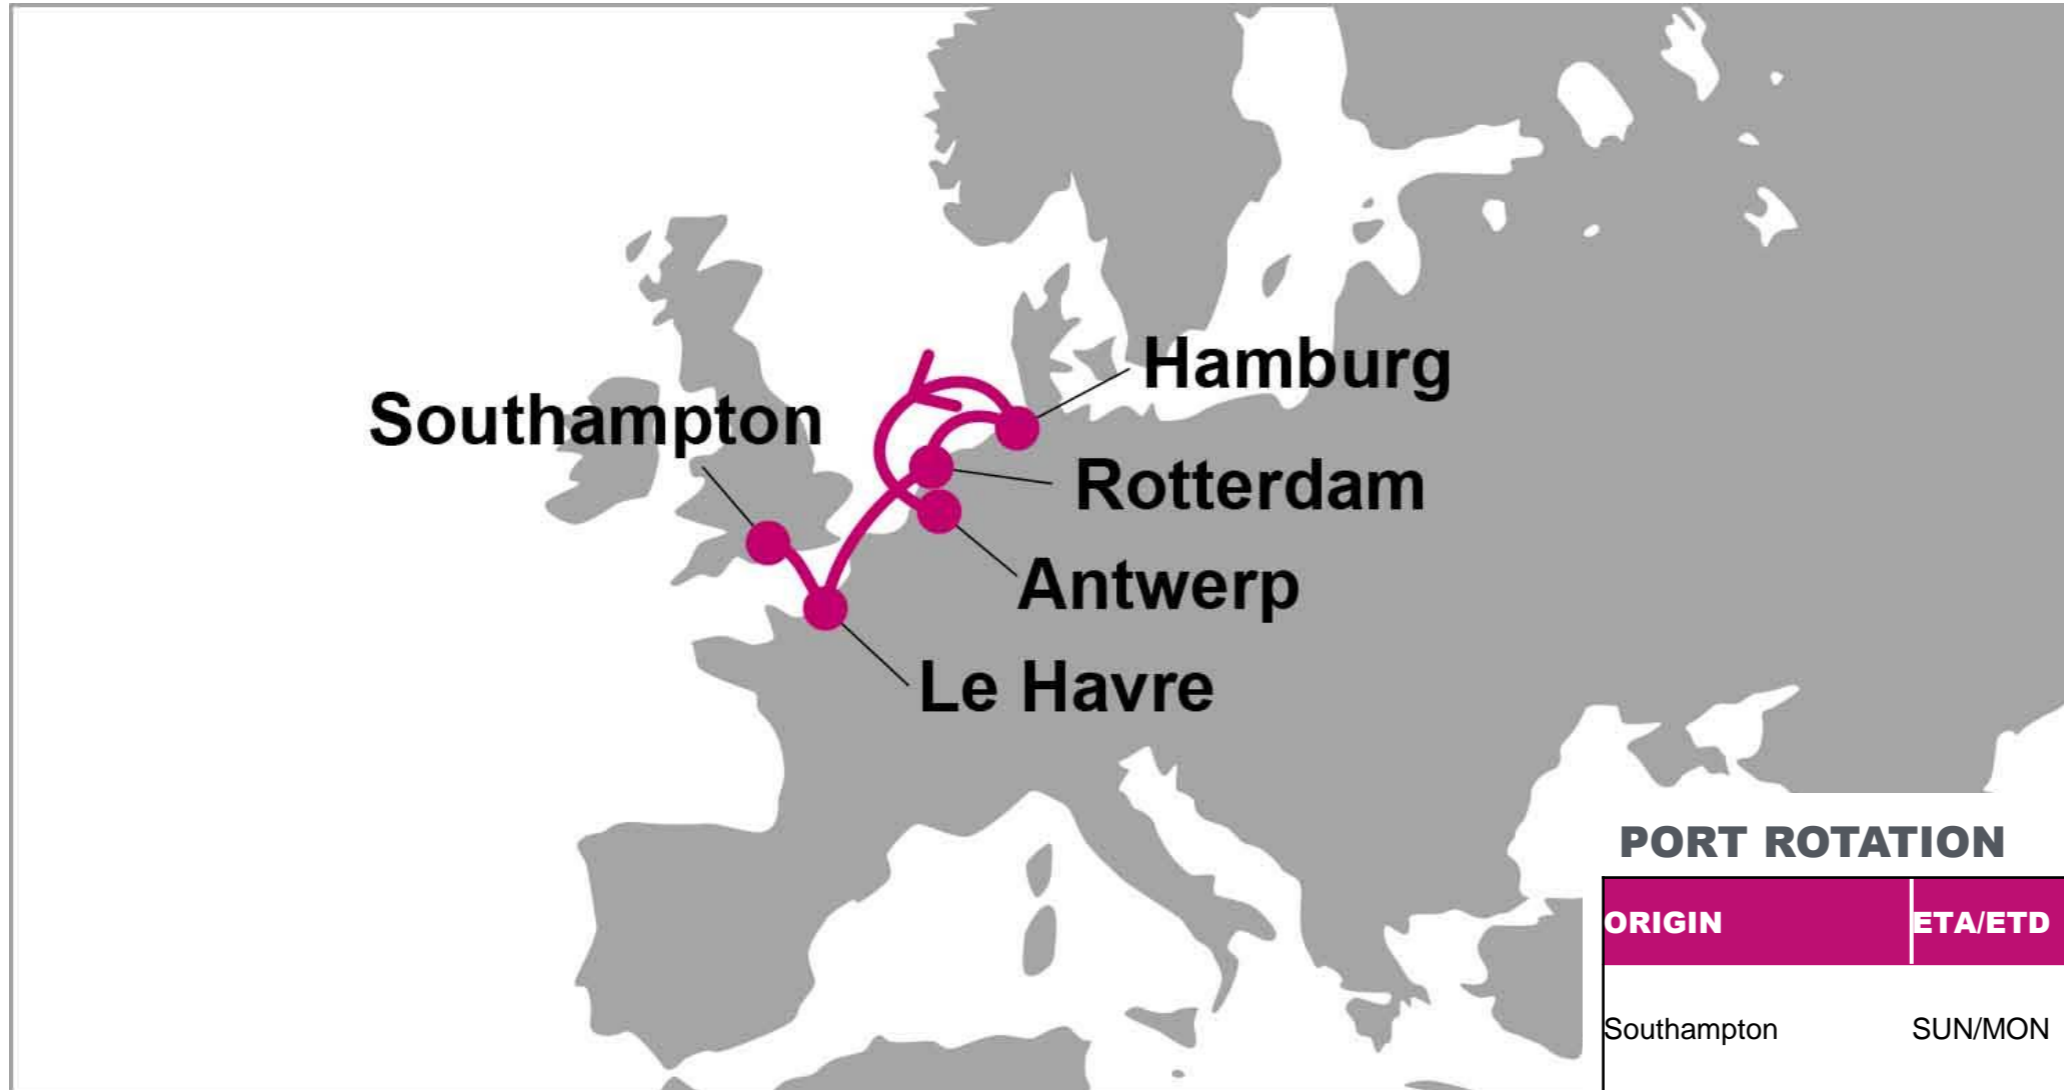 Hamburg
Southampton
Rotterdam
Antwerp
Le Havre
PORT ROTATION
ORIGIN ETA/ETD
Southampton SUN/MON